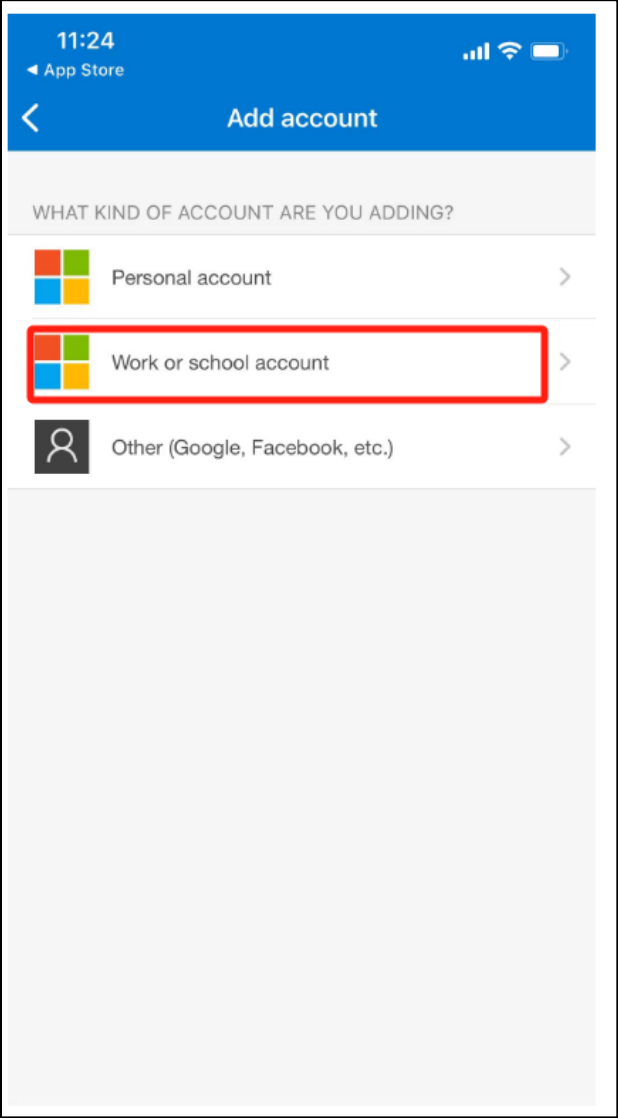 11:24
◀ App Store
Add account
WHAT KIND OF ACCOUNT ARE YOU ADDING?
Personal account
Work or school account
Other (Google, Facebook, etc.)